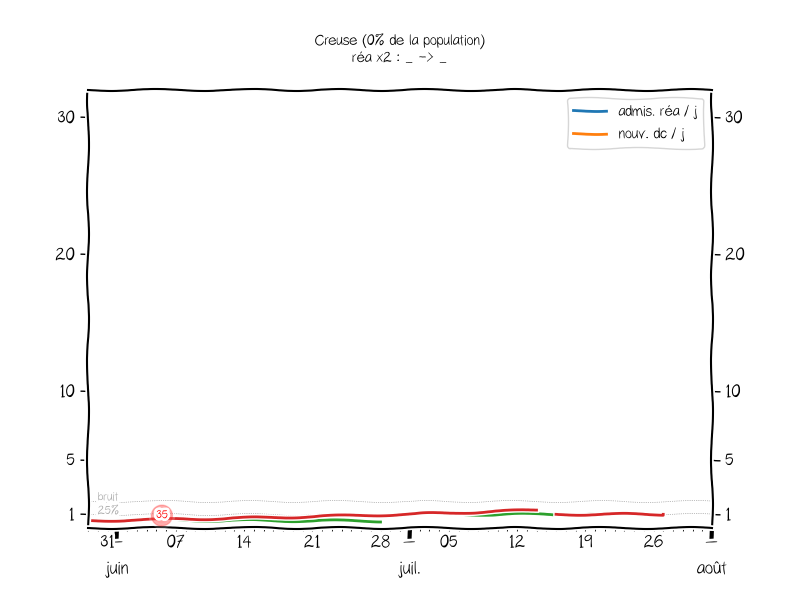 Creuse (0% de la population)
réa x2 : _ -> _
admis. réa / j
nouv. dc / j
30
30
20
20
10
10
5
5
bruit
25%
35
1
1
31 07 14 21 28 05 12 19 26
juin juil. août